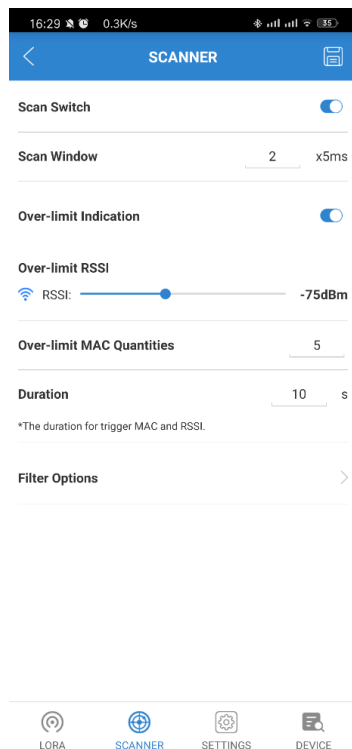 16:29 0.3K/s 35
SCANNER
Scan Switch
Scan Window 2 x5ms
Over-limit Indication
Over-limit RSSI
RSSI: -75dBm
Over-limit MAC Quantities 5
Duration 10 s
*The duration for trigger MAC and RSSI.
Filter Options
LORA SCANNER SETTINGS DEVICE